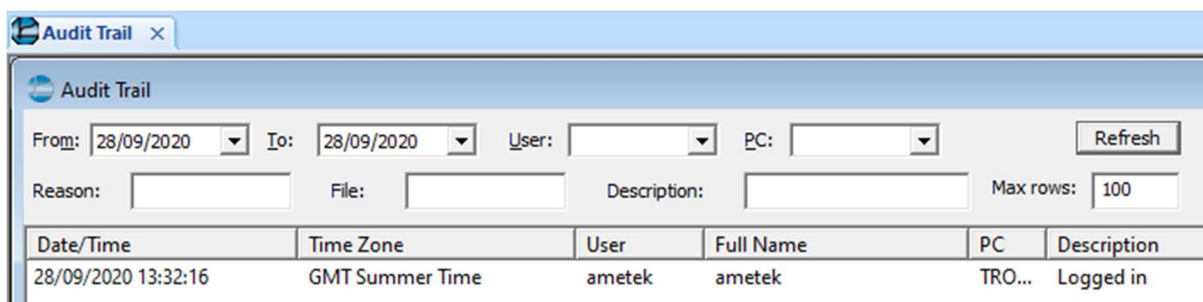 Audit Trail
Audit Trail
From: 28/09/2020 To: 28/09/2020 User: PC: Refresh
Reason: File: Description: Max rows: 100
Date/Time Time Zone User Full Name PC Description
28/09/2020 13:32:16 GMT Summer Time ametek ametek TRO... Logged in